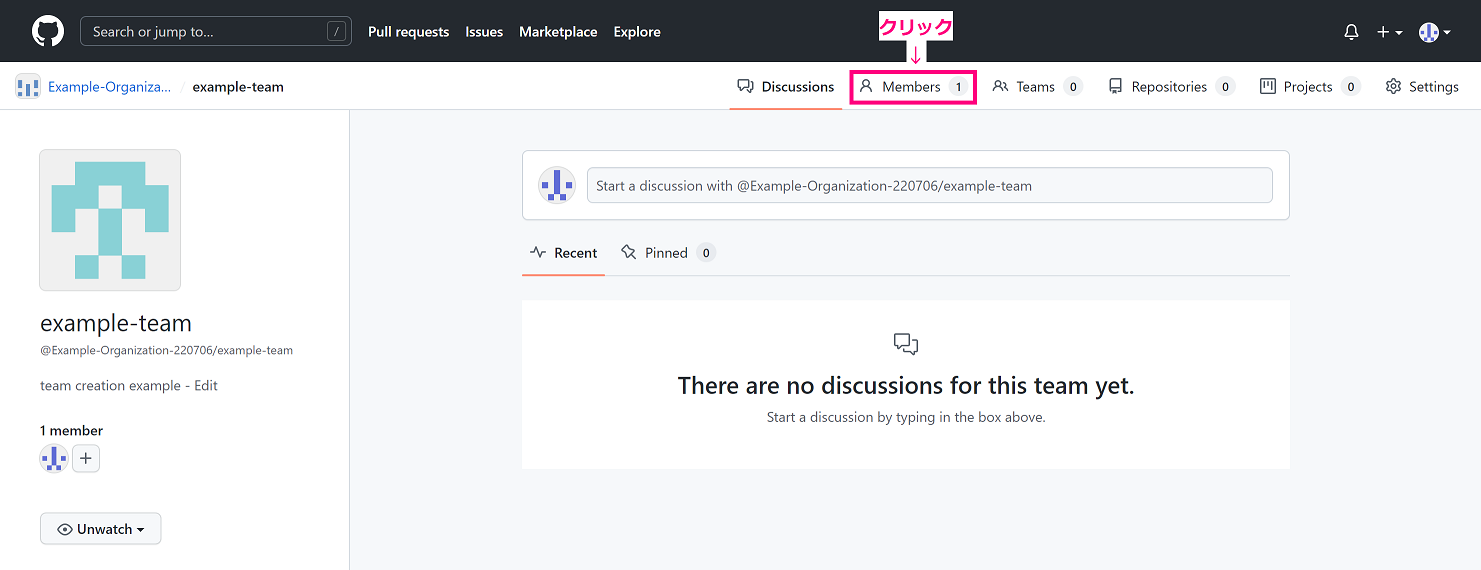 クリック
↓
Search or jump to... /
Pull requests Issues Marketplace Explore
Example-Organiza... / example-team
Discussions Members 1 Teams 0 Repositories 0 Projects 0 Settings
example-team
@Example-Organization-220706/example-team
team creation example - Edit
1 member
+
Unwatch
Start a discussion with @Example-Organization-220706/example-team
Recent Pinned 0
There are no discussions for this team yet.
Start a discussion by typing in the box above.